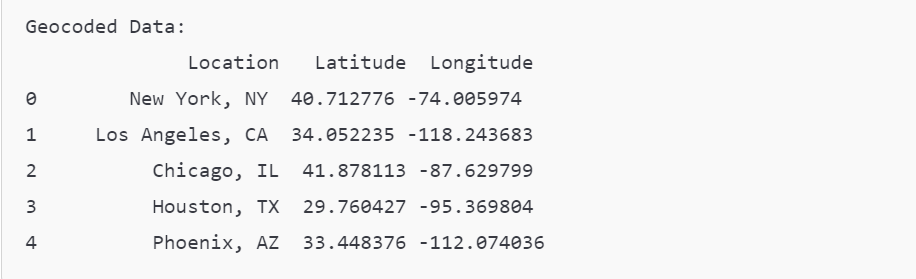 Geocoded Data:
Location Latitude Longitude
0 New York, NY 40.712776 -74.005974
1 Los Angeles, CA 34.052235 -118.243683
2 Chicago, IL 41.878113 -87.629799
3 Houston, TX 29.760427 -95.369804
4 Phoenix, AZ 33.448376 -112.074036